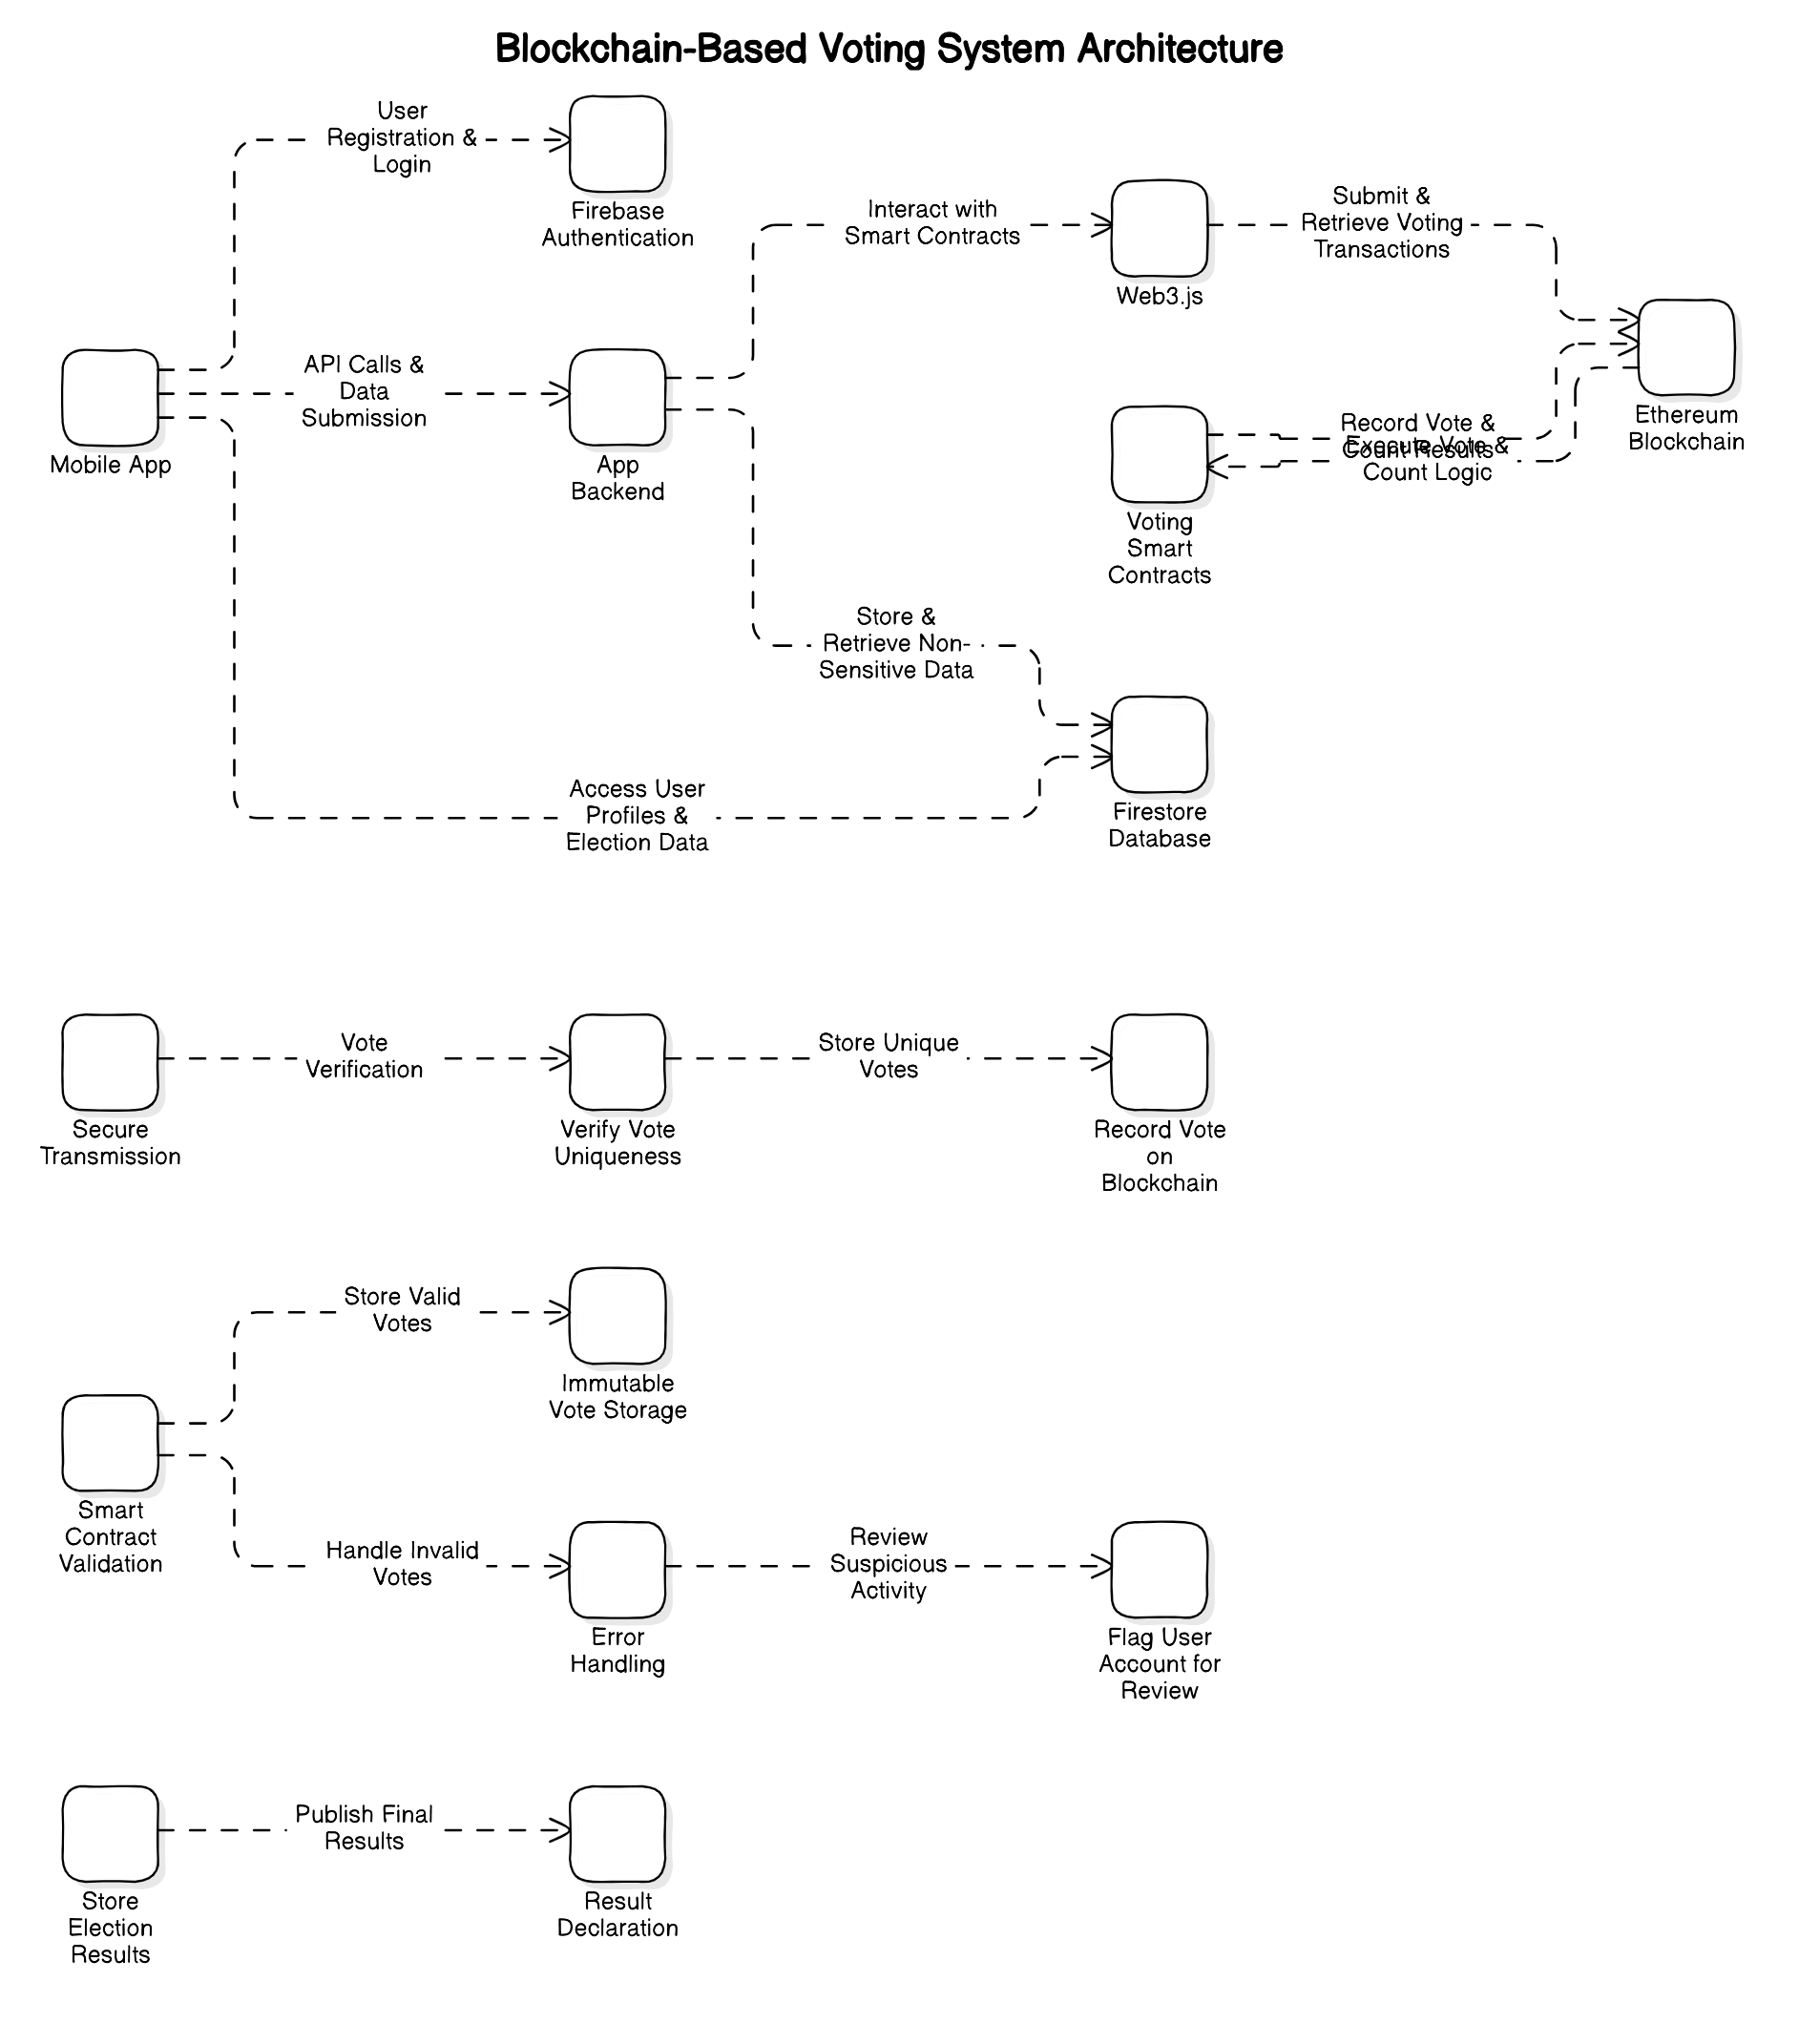 Blockchain-Based Voting System Architecture
User
Registration &
Login
Firebase
Authentication
Interact with
Smart Contracts
Web3.js
Submit &
Retrieve Voting
Transactions
Ethereum
Blockchain
Mobile App
API Calls &
Data
Submission
App
Backend
Record Vote &
Count Results
Execute Vote &
Count Logic
Voting
Smart
Contracts
Store &
Retrieve Non-
Sensitive Data
Access User
Profiles &
Election Data
Firestore
Database
Secure
Transmission
Vote
Verification
Verify Vote
Uniqueness
Store Unique
Votes
Record Vote
on
Blockchain
Store Valid
Votes
Immutable
Vote Storage
Smart
Contract
Validation
Handle Invalid
Votes
Error
Handling
Review
Suspicious
Activity
Flag User
Account for
Review
Store
Election
Results
Publish Final
Results
Result
Declaration